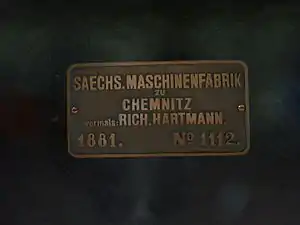 SAECHS. MASCHINENFABRIK
ZU
CHEMNITZ
vormals: RICH. HARTMANN.
1881. No 1112.